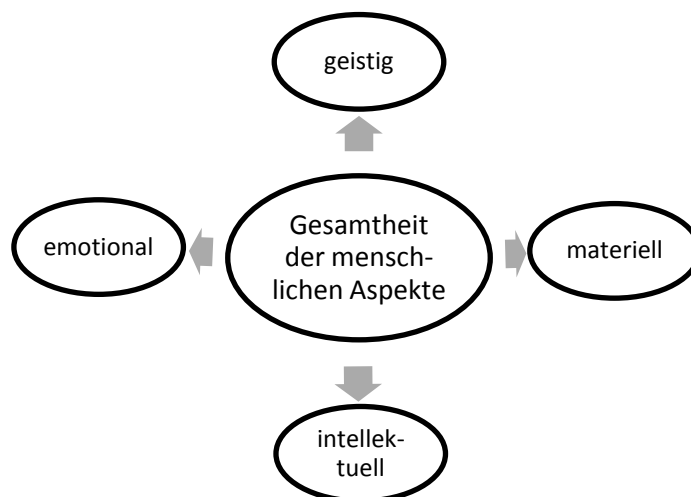 geistig
emotional
Gesamtheit
der mensch-
lichen Aspekte
materiell
intellek-
tuell